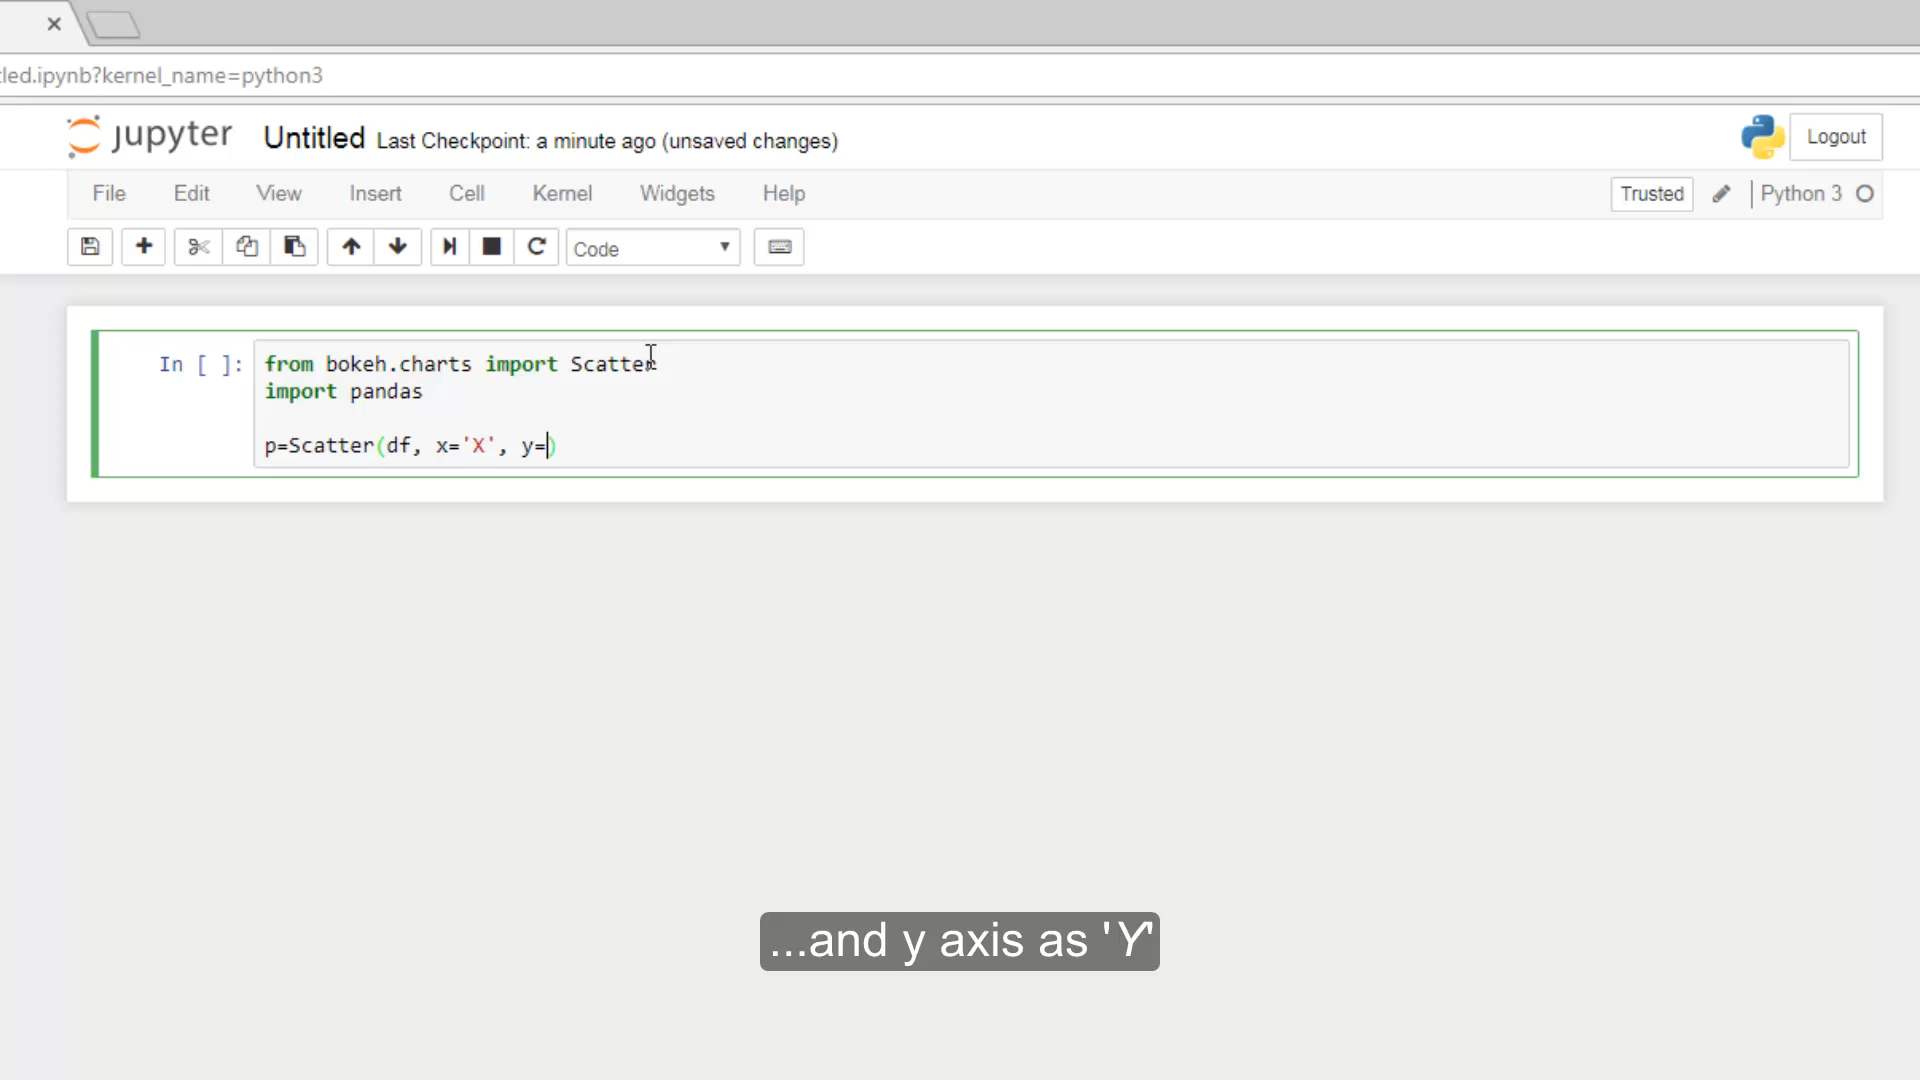 tled.ipynb?kernel_name=python3
jupyter Untitled Last Checkpoint: a minute ago (unsaved changes) Logout
File Edit View Insert Cell Kernel Widgets Help Trusted Python 3
Code
In [ ]: from bokeh.charts import Scatter
import pandas
p=Scatter(df, x='X', y=)
...and y axis as 'Y'